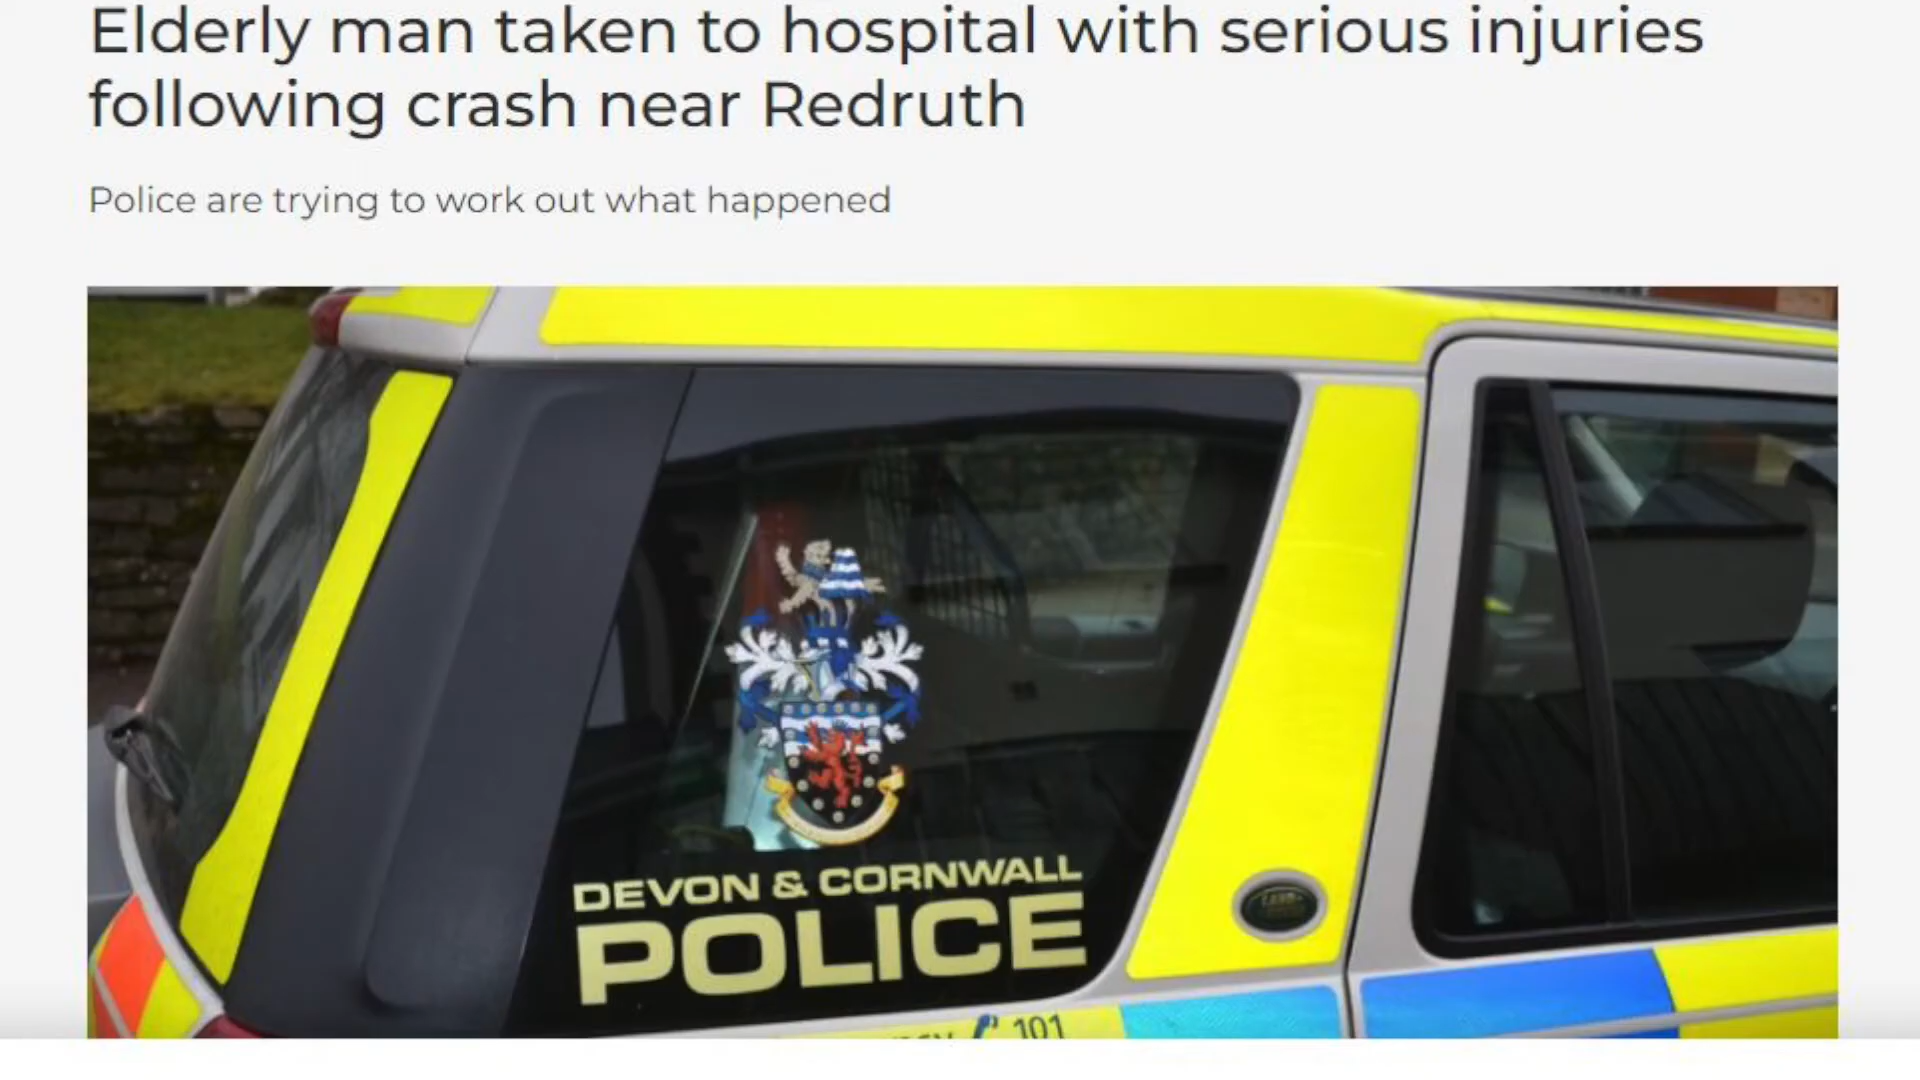 Elderly man taken to hospital with serious injuries
following crash near Redruth
Police are trying to work out what happened
DEVON & CORNWALL
POLICE
101